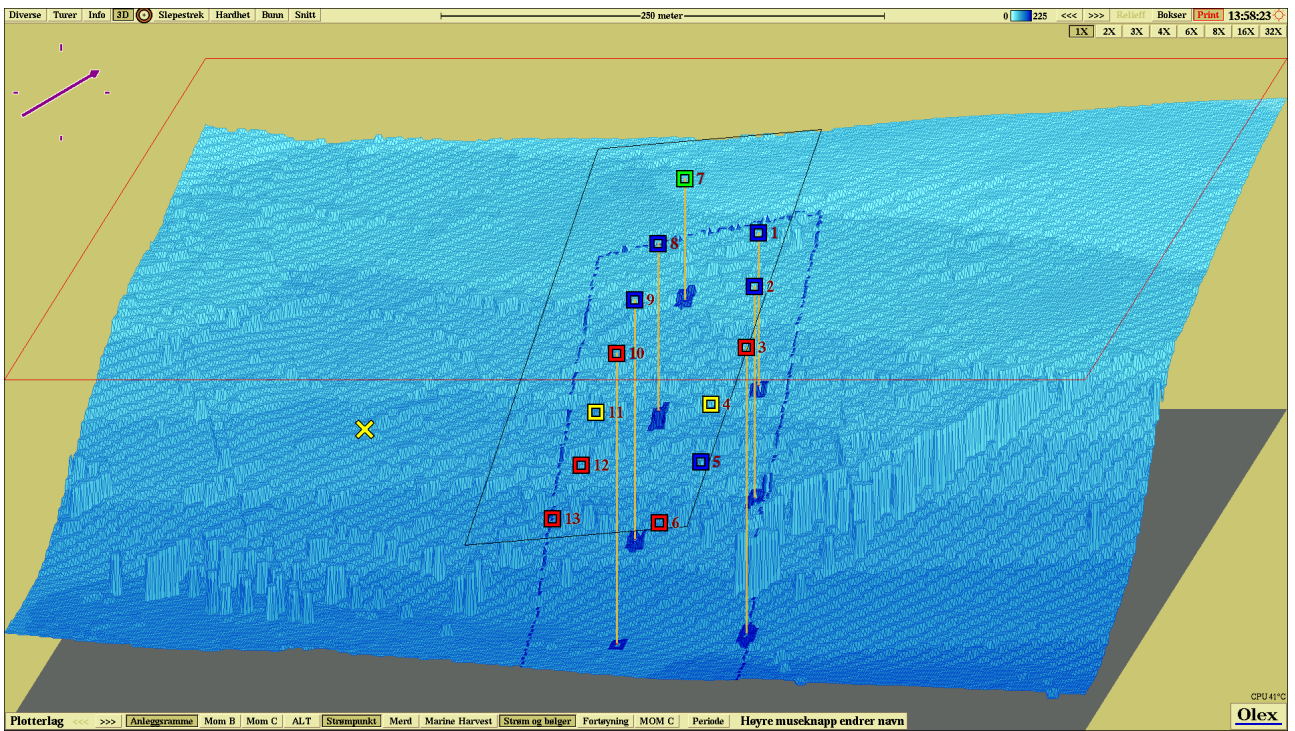 Diverse Turer Info 3D Slepestrek Hardhet Bunn Snitt 250 meter 0 225 <<< >>> Relieff Bokser Print 13:58:23
1X 2X 3X 4X 6X 8X 16X 32X
7
8 1
9 2
10 3
11 4
12 5
13 6
CPU 41°C
Plotterlag <<< >>> Anleggsramme Mom B Mom C ALT Strømpunkt Merd Marine Harvest Strøm og bølger Fortøyning MOM C Periode Høyre museknapp endrer navn
Olex